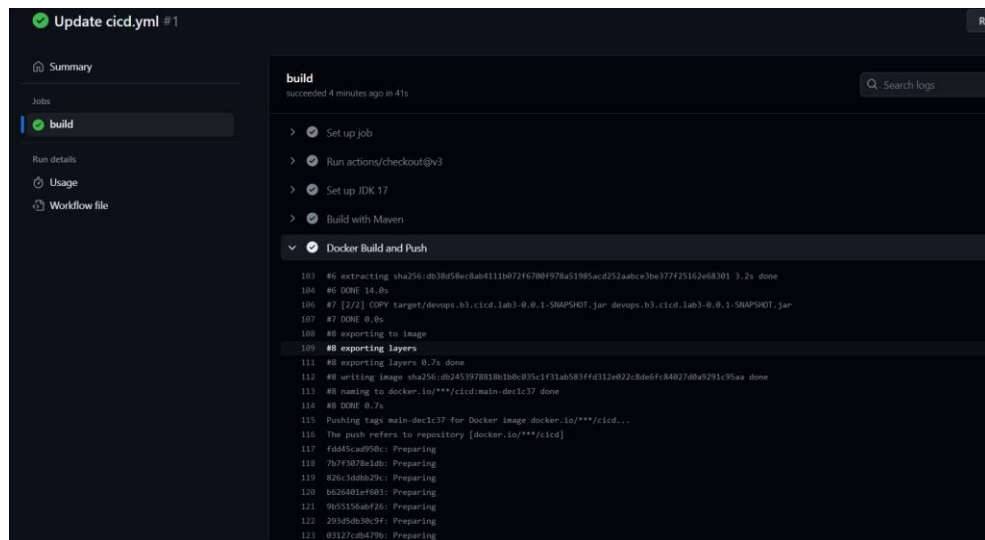 Update cicd.yml #1
R
Summary
Jobs
build
Run details
Usage
Workflow file
build
succeeded 4 minutes ago in 41s
Search logs
Set up job
Run actions/checkout@v3
Set up JDK 17
Build with Maven
Docker Build and Push
103 #6 extracting sha256:db38d58ec8ab4111b072f6700f978a51985acd252aabce3be377f25162e68301 3.2s done
104 #6 DONE 14.0s
106 #7 [2/2] COPY target/devops.b3.cicd.lab3-0.0.1-SNAPSHOT.jar devops.b3.cicd.lab3-0.0.1-SNAPSHOT.jar
107 #7 DONE 0.0s
108 #8 exporting to image
109 #8 exporting layers
111 #8 exporting layers 0.7s done
112 #8 writing image sha256:db2453978818b1b0c035c1f31ab583ffd312e022c8de6fc84027d0a9291c95aa done
113 #8 naming to docker.io/***/cicd:main-dec1c37 done
114 #8 DONE 0.7s
115 Pushing tags main-dec1c37 for Docker image docker.io/***/cicd...
116 The push refers to repository [docker.io/***/cicd]
117 fdd45cad950c: Preparing
118 7b7f3078e1db: Preparing
119 826c3ddbb29c: Preparing
120 b626401ef603: Preparing
121 9b55156abf26: Preparing
122 293d5db30c9f: Preparing
123 03127cdb479b: Preparing